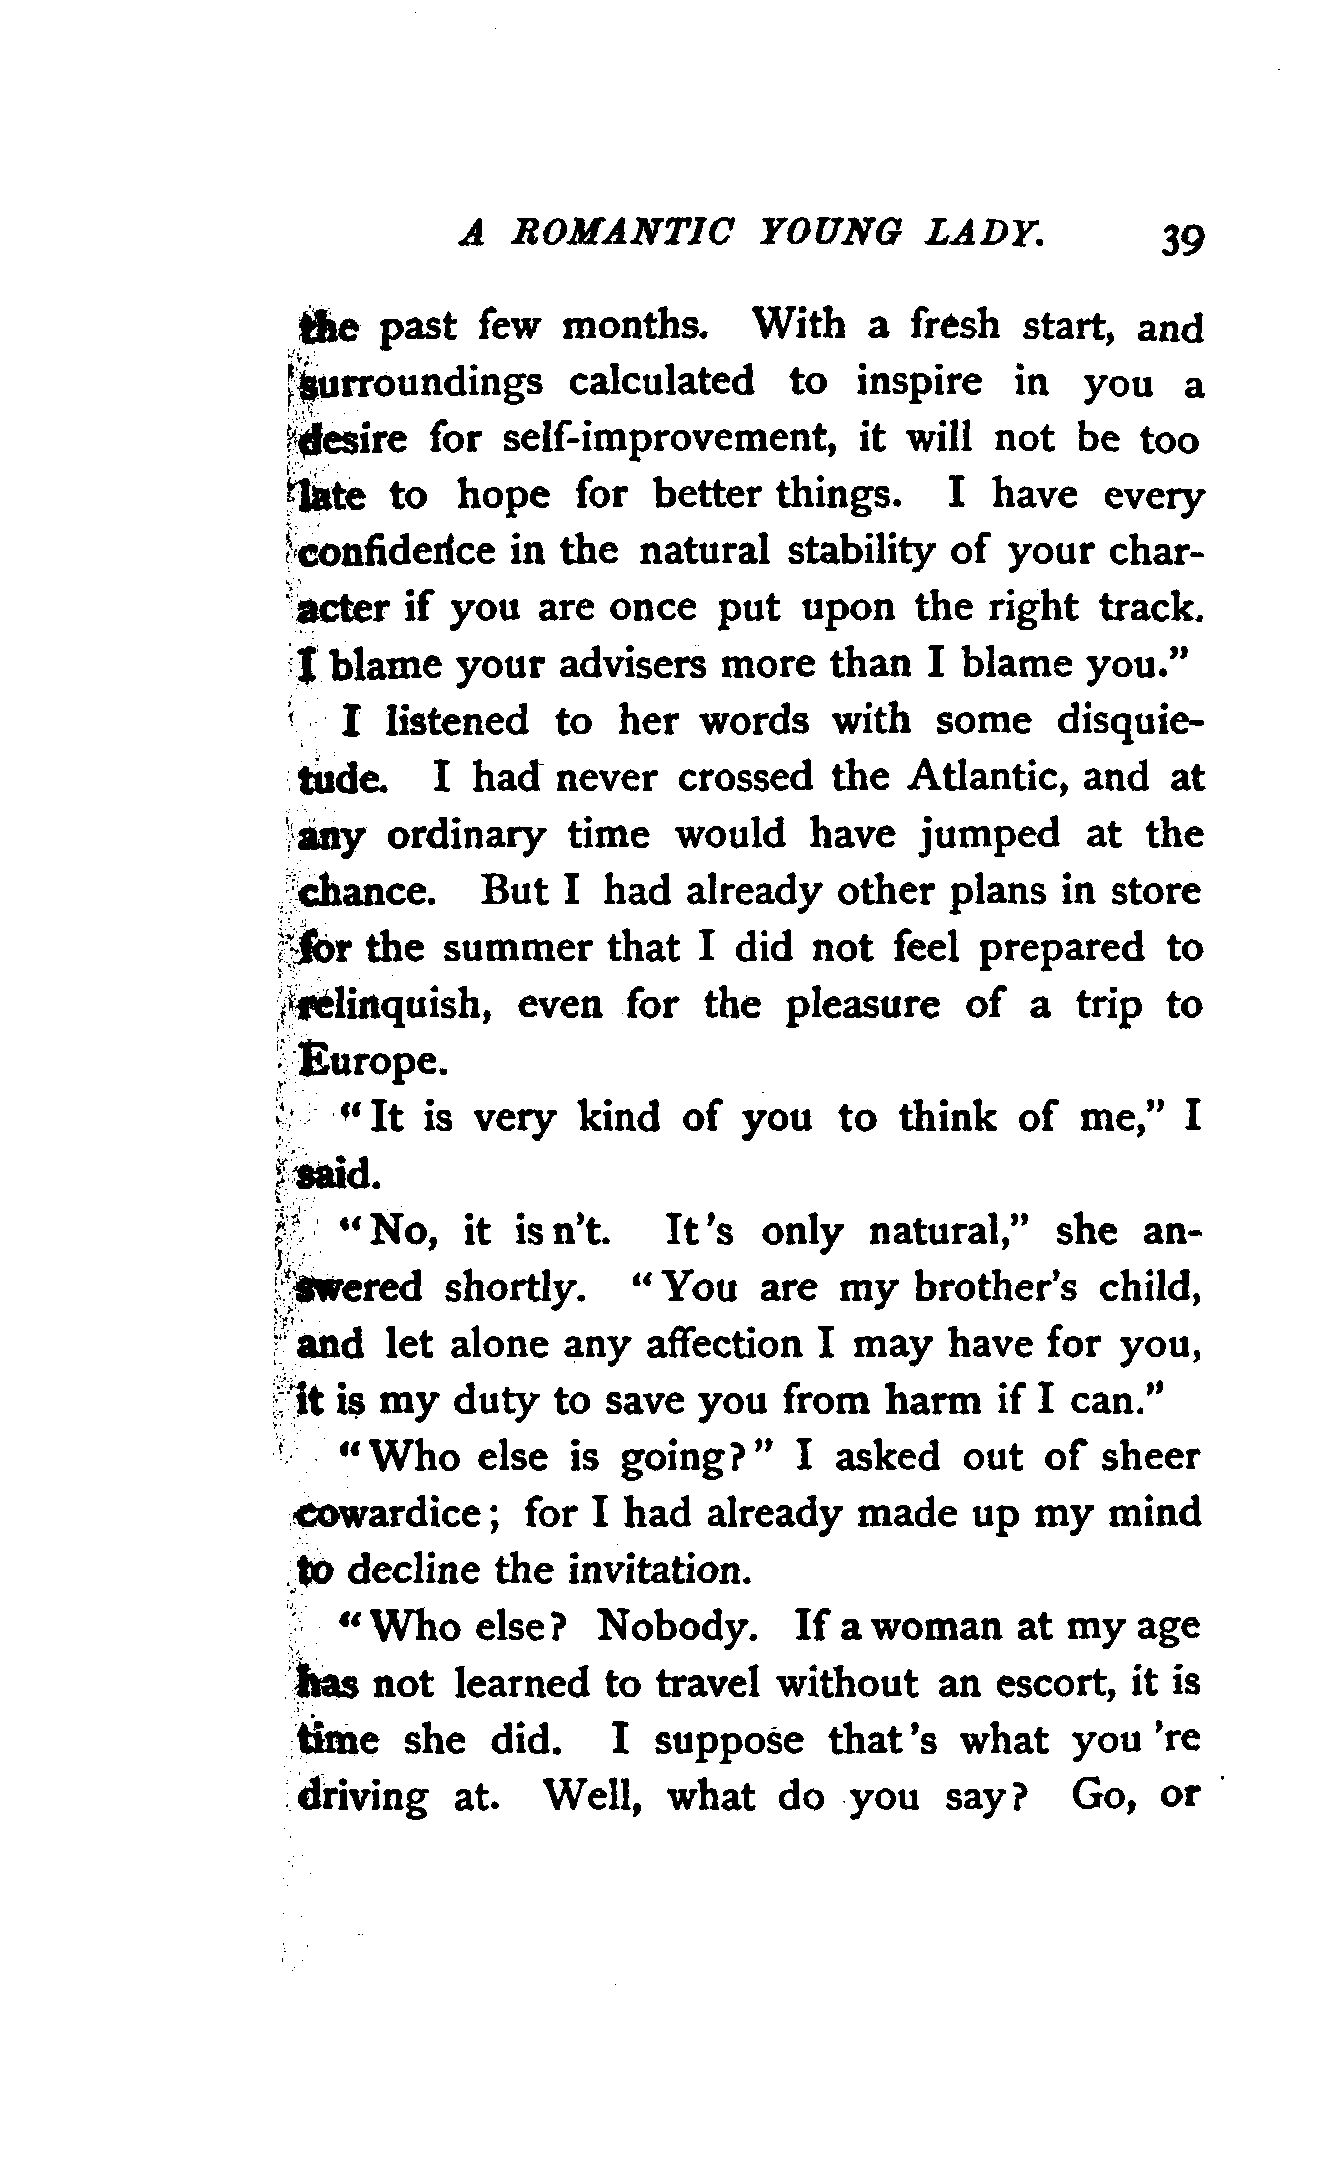 A ROMANTIC YOUNG LADY. 39
the past few months. With a fresh start, and
surroundings calculated to inspire in you a
desire for self-improvement, it will not be too
late to hope for better things. I have every
confidence in the natural stability of your char-
acter if you are once put upon the right track.
I blame your advisers more than I blame you."
I listened to her words with some disquie-
tude. I had never crossed the Atlantic, and at
any ordinary time would have jumped at the
chance. But I had already other plans in store
for the summer that I did not feel prepared to
relinquish, even for the pleasure of a trip to
Europe.
"It is very kind of you to think of me," I
said.
"No, it is n't. It 's only natural," she an-
swered shortly. "You are my brother's child,
and let alone any affection I may have for you,
it is my duty to save you from harm if I can."
"Who else is going?" I asked out of sheer
cowardice; for I had already made up my mind
to decline the invitation.
"Who else? Nobody. If a woman at my age
has not learned to travel without an escort, it is
time she did. I suppose that 's what you 're
driving at. Well, what do you say? Go, or